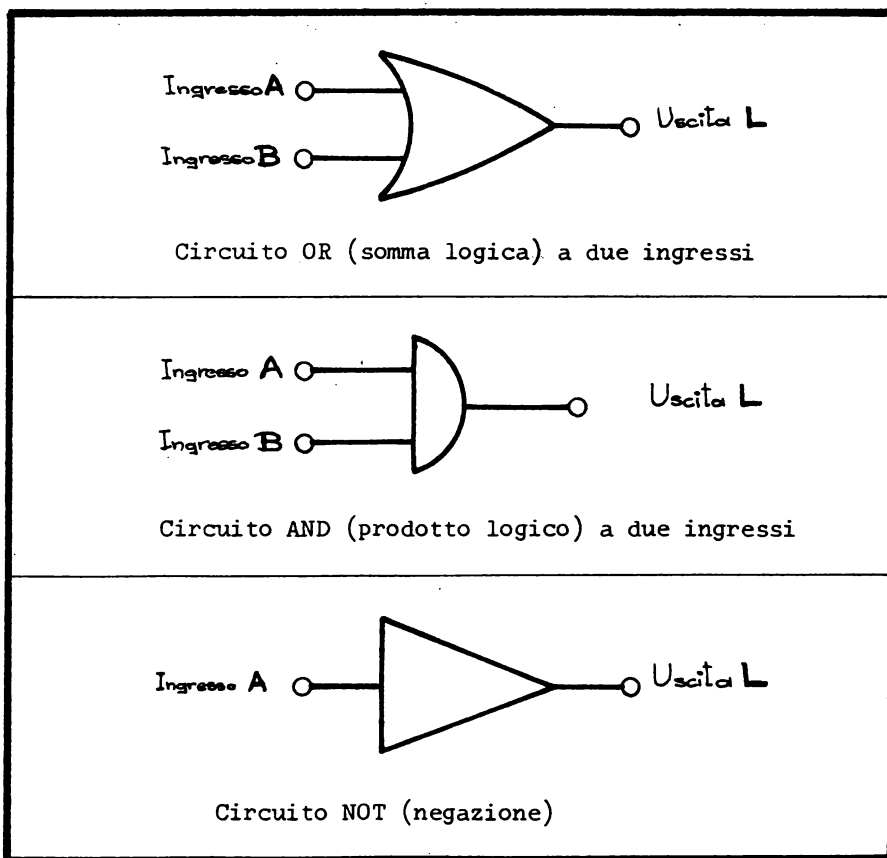 Ingresso A
Uscita L
Ingresso B
Circuito OR (somma logica) a due ingressi
Ingresso A
Uscita L
Ingresso B
Circuito AND (prodotto logico) a due ingressi
Ingresso A
Uscita L
Circuito NOT (negazione)